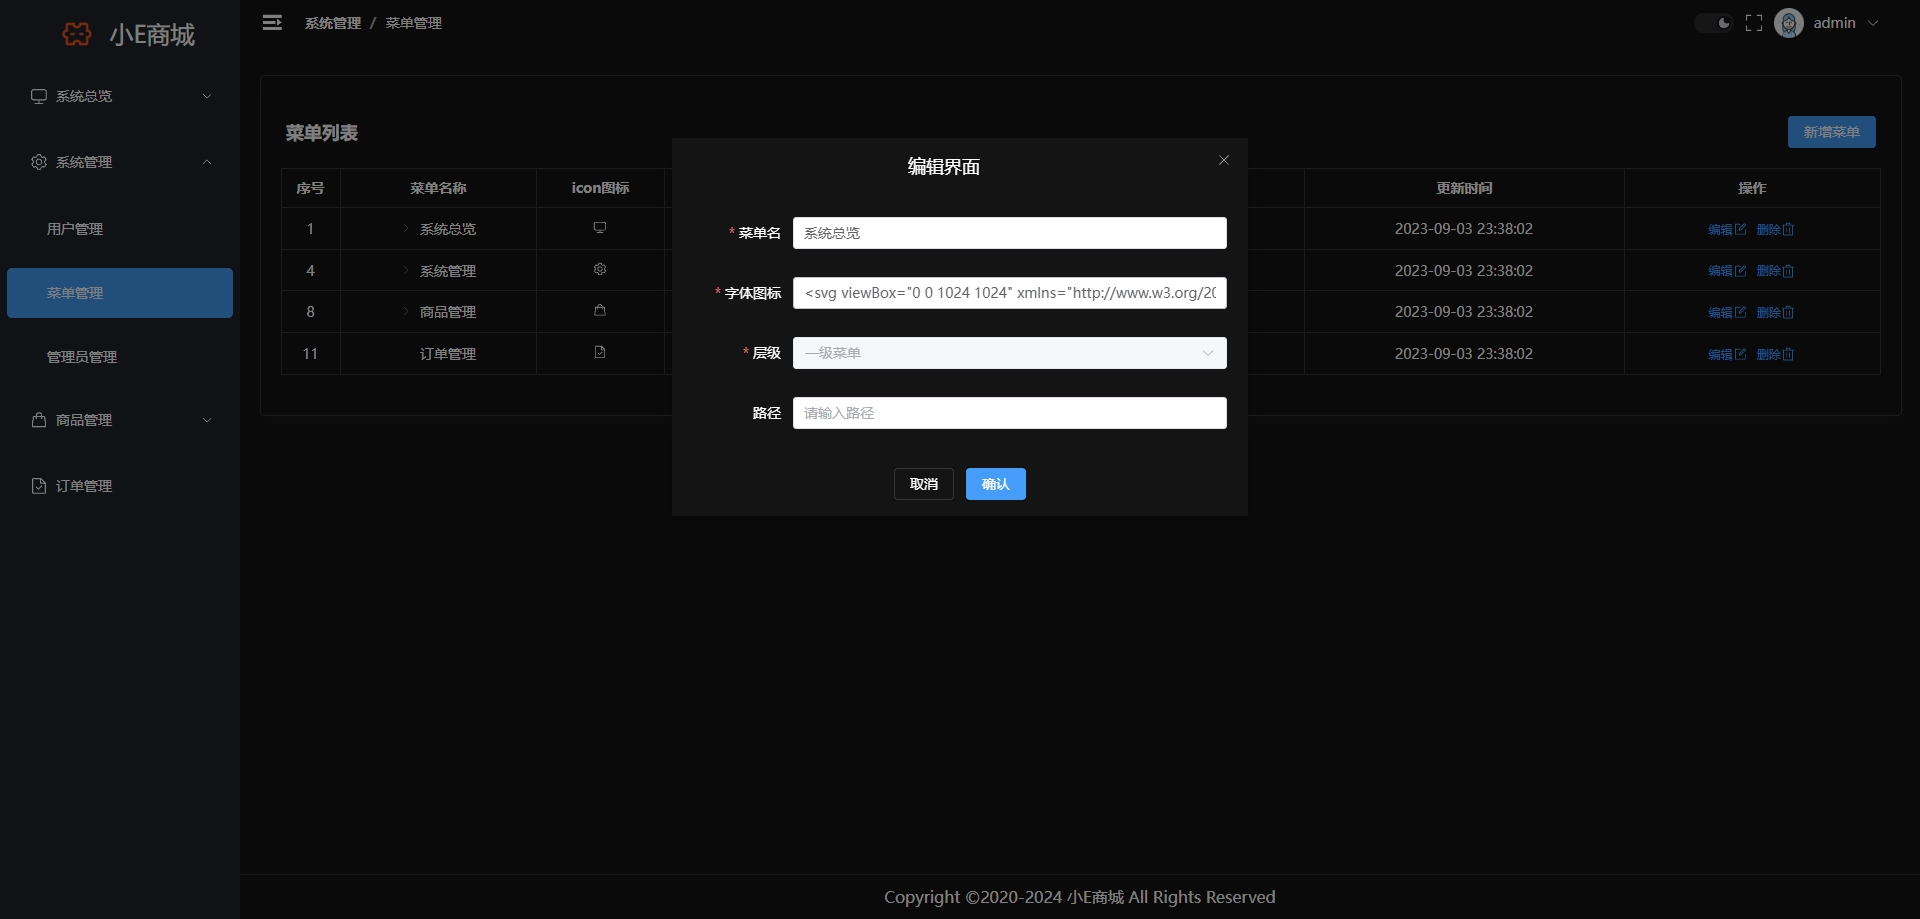 小E商城
系统总览
系统管理
用户管理
菜单管理
管理员管理
商品管理
订单管理
系统管理 / 菜单管理
admin
菜单列表
新增菜单
序号 菜单名称 icon图标 更新时间 操作
1 系统总览 2023-09-03 23:38:02 编辑 删除
4 系统管理 2023-09-03 23:38:02 编辑 删除
8 商品管理 2023-09-03 23:38:02 编辑 删除
11 订单管理 2023-09-03 23:38:02 编辑 删除
编辑界面
* 菜单名 系统总览
* 字体图标 <svg viewBox="0 0 1024 1024" xmlns="http://www.w3.org/20
* 层级 一级菜单
路径 请输入路径
取消 确认
Copyright ©2020-2024 小E商城 All Rights Reserved